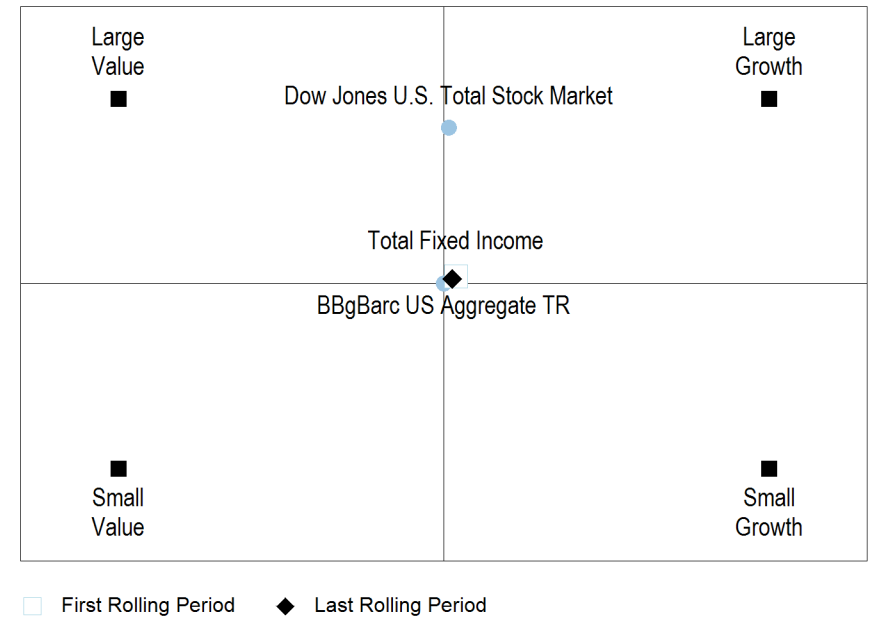 Large
Value
Large
Growth
Dow Jones U.S. Total Stock Market
Total Fixed Income
BBgBarc US Aggregate TR
Small
Value
Small
Growth
First Rolling Period
Last Rolling Period